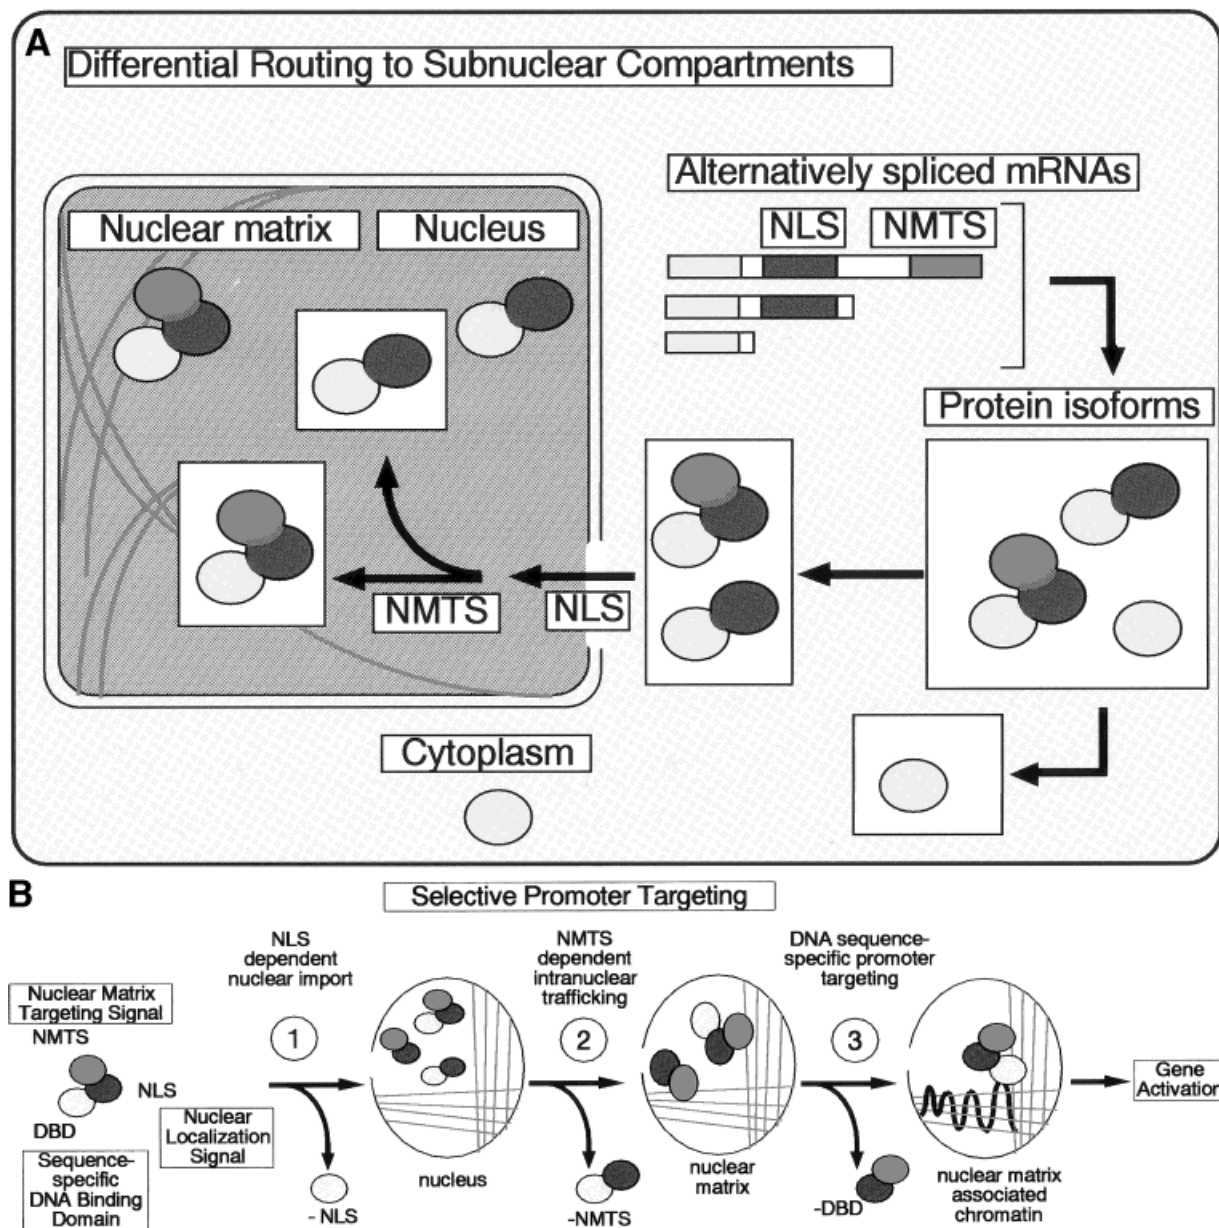 A
Differential Routing to Subnuclear Compartments
Alternatively spliced mRNAs
NLS
NMTS
Nuclear matrix
Nucleus
Protein isoforms
NMTS
NLS
Cytoplasm
B
Selective Promoter Targeting
NLS
dependent
nuclear import
NMTS
dependent
intranuclear
trafficking
DNA sequence-
specific promoter
targeting
Nuclear Matrix
Targeting Signal
NMTS
NLS
DBD
Sequence-
specific
DNA Binding
Domain
1
Nuclear
Localization
Signal
- NLS
nucleus
2
-NMTS
nuclear
matrix
3
-DBD
nuclear matrix
associated
chromatin
Gene
Activation